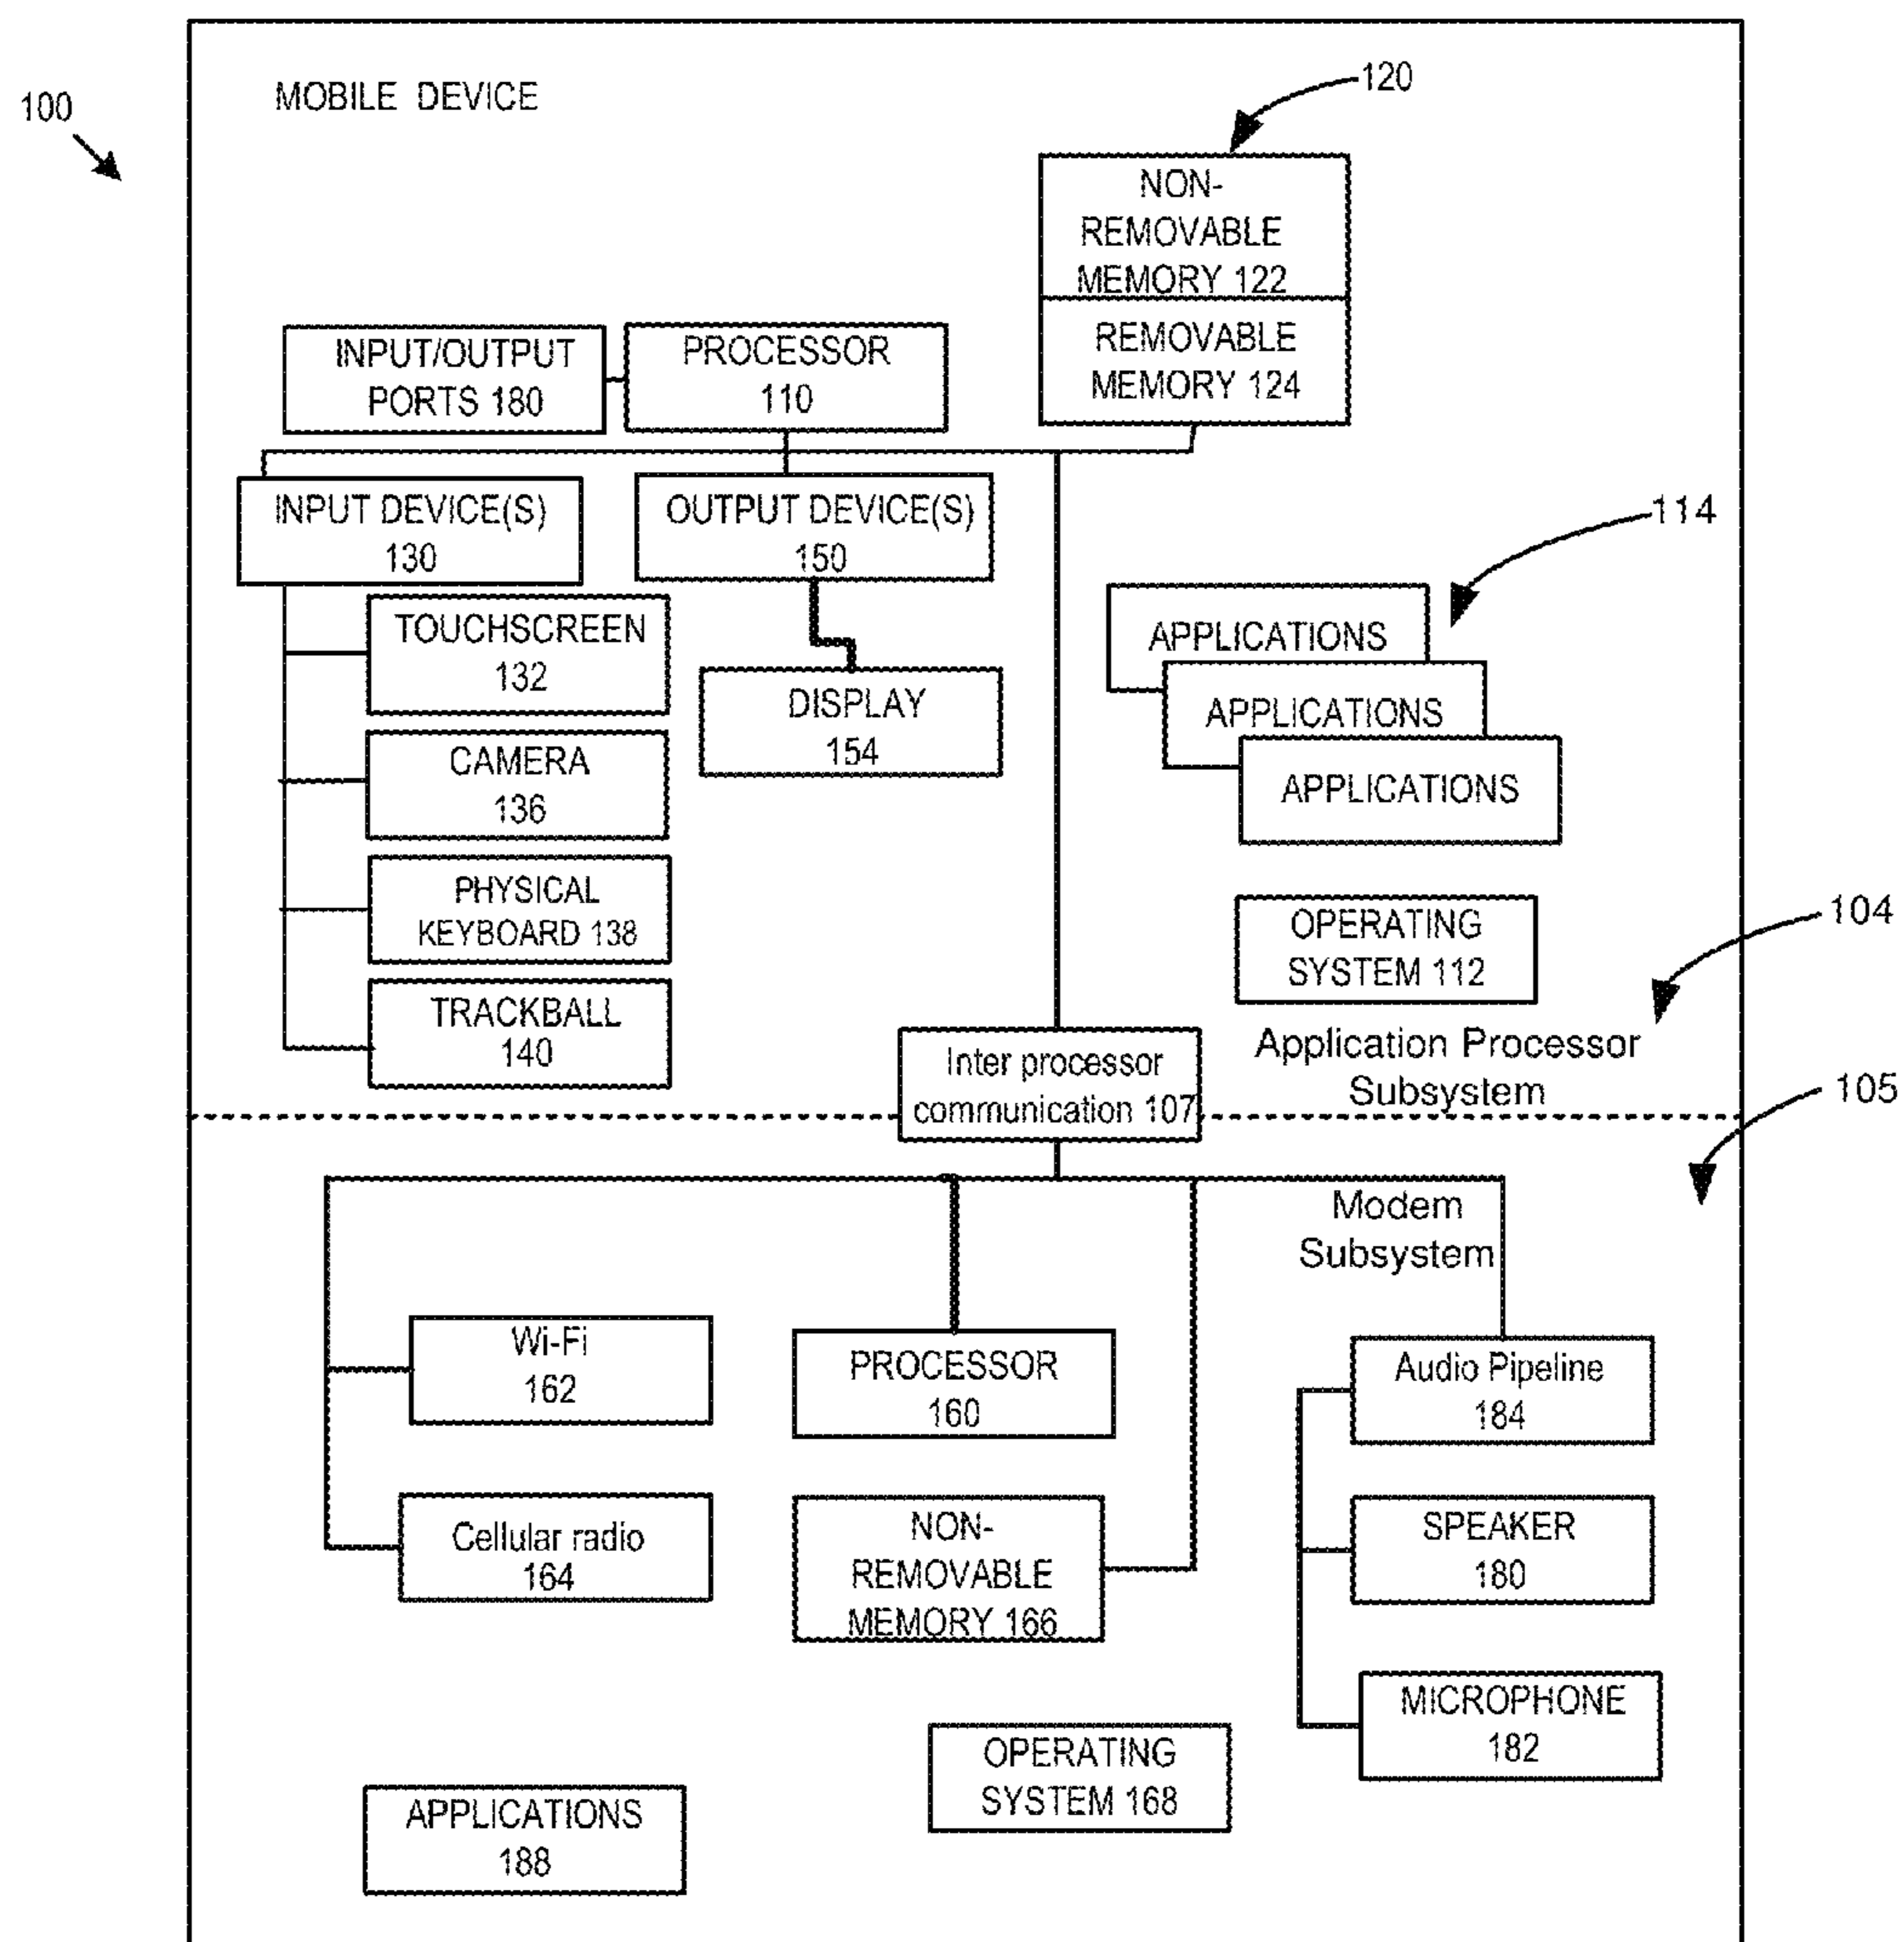 100
MOBILE DEVICE
120
NON-
REMOVABLE
MEMORY 122
REMOVABLE
MEMORY 124
INPUT/OUTPUT
PORTS 180
PROCESSOR
110
INPUT DEVICE(S)
130
OUTPUT DEVICE(S)
150
114
TOUCHSCREEN
132
CAMERA
136
PHYSICAL
KEYBOARD 138
TRACKBALL
140
DISPLAY
154
APPLICATIONS
APPLICATIONS
APPLICATIONS
OPERATING
SYSTEM 112
104
Application Processor
Subsystem
Inter processor
communication 107
105
Modem
Subsystem
Wi-Fi
162
Cellular radio
164
PROCESSOR
160
NON-
REMOVABLE
MEMORY 166
Audio Pipeline
184
SPEAKER
180
MICROPHONE
182
OPERATING
SYSTEM 168
APPLICATIONS
188